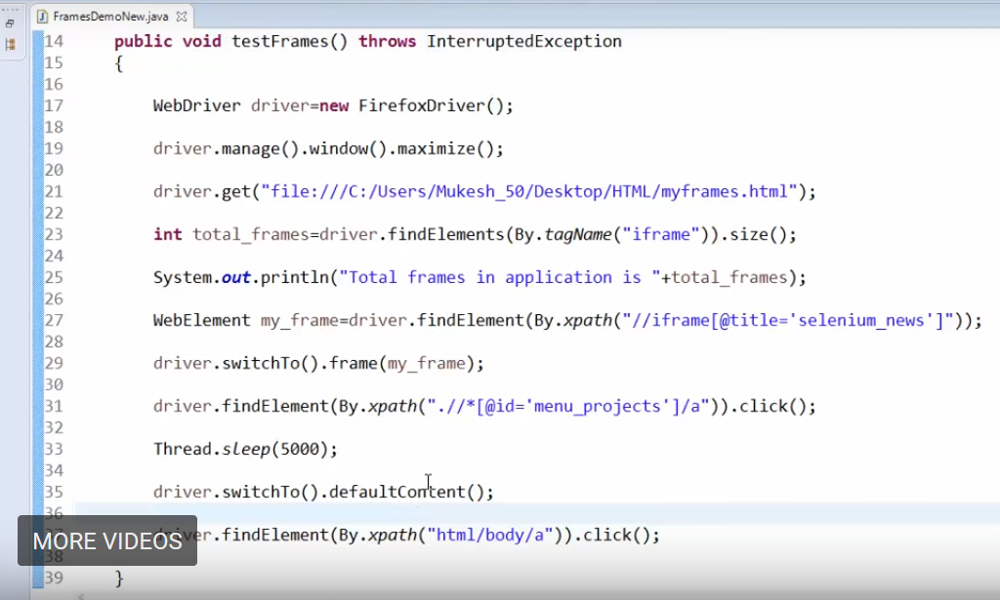 FramesDemoNew.java
14 public void testFrames() throws InterruptedException
15 {
16
17 WebDriver driver=new FirefoxDriver();
18
19 driver.manage().window().maximize();
20
21 driver.get("file:///C:/Users/Mukesh_50/Desktop/HTML/myframes.html");
22
23 int total_frames=driver.findElements(By.tagName("iframe")).size();
24
25 System.out.println("Total frames in application is "+total_frames);
26
27 WebElement my_frame=driver.findElement(By.xpath("//iframe[@title='selenium_news']"));
28
29 driver.switchTo().frame(my_frame);
30
31 driver.findElement(By.xpath(".//*[@id='menu_projects']/a")).click();
32
33 Thread.sleep(5000);
34
35 driver.switchTo().defaultContent();
36
37 driver.findElement(By.xpath("html/body/a")).click();
MORE VIDEOS
38
39 }